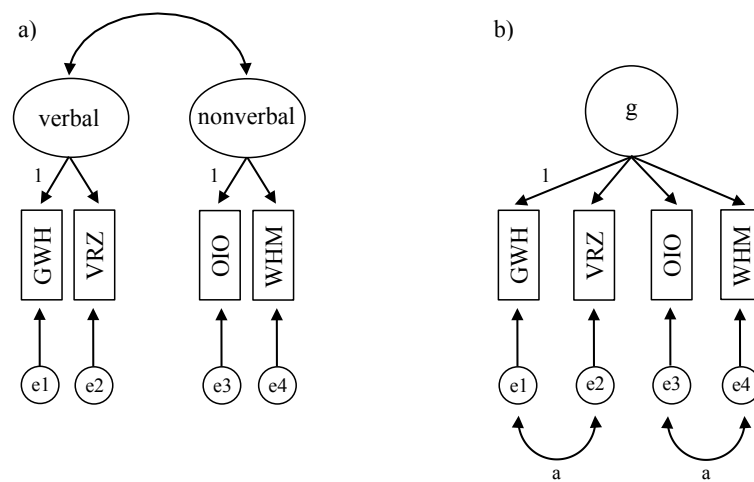 a)
verbal
nonverbal
1
1
GWH
VRZ
OIO
WHM
e1
e2
e3
e4
b)
g
1
GWH
VRZ
OIO
WHM
e1
e2
e3
e4
a
a